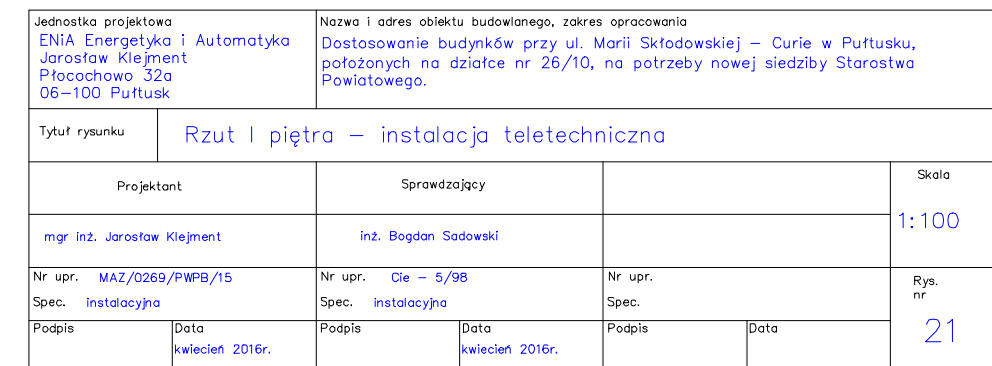 Jednostka projektowa
ENiA Energetyka i Automatyka
Jarosław Klejment
Płocochowo 32a
06-100 Pułtusk
Nazwa i adres obiektu budowlanego, zakres opracowania
Dostosowanie budynków przy ul. Marii Skłodowskiej - Curie w Pułtusku,
położonych na działce nr 26/10, na potrzeby nowej siedziby Starostwa
Powiatowego.
Tytuł rysunku
Rzut I piętra - instalacja teletechniczna
Projektant
Sprawdzający
Skala
1:100
mgr inż. Jarosław Klejment
inż. Bogdan Sadowski
Nr upr. MAZ/0269/PWPB/15
Nr upr. Cie - 5/98
Nr upr.
Rys.
nr
21
Spec. instalacyjna
Spec. instalacyjna
Spec.
Podpis
Data
kwiecień 2016r.
Podpis
Data
kwiecień 2016r.
Podpis
Data